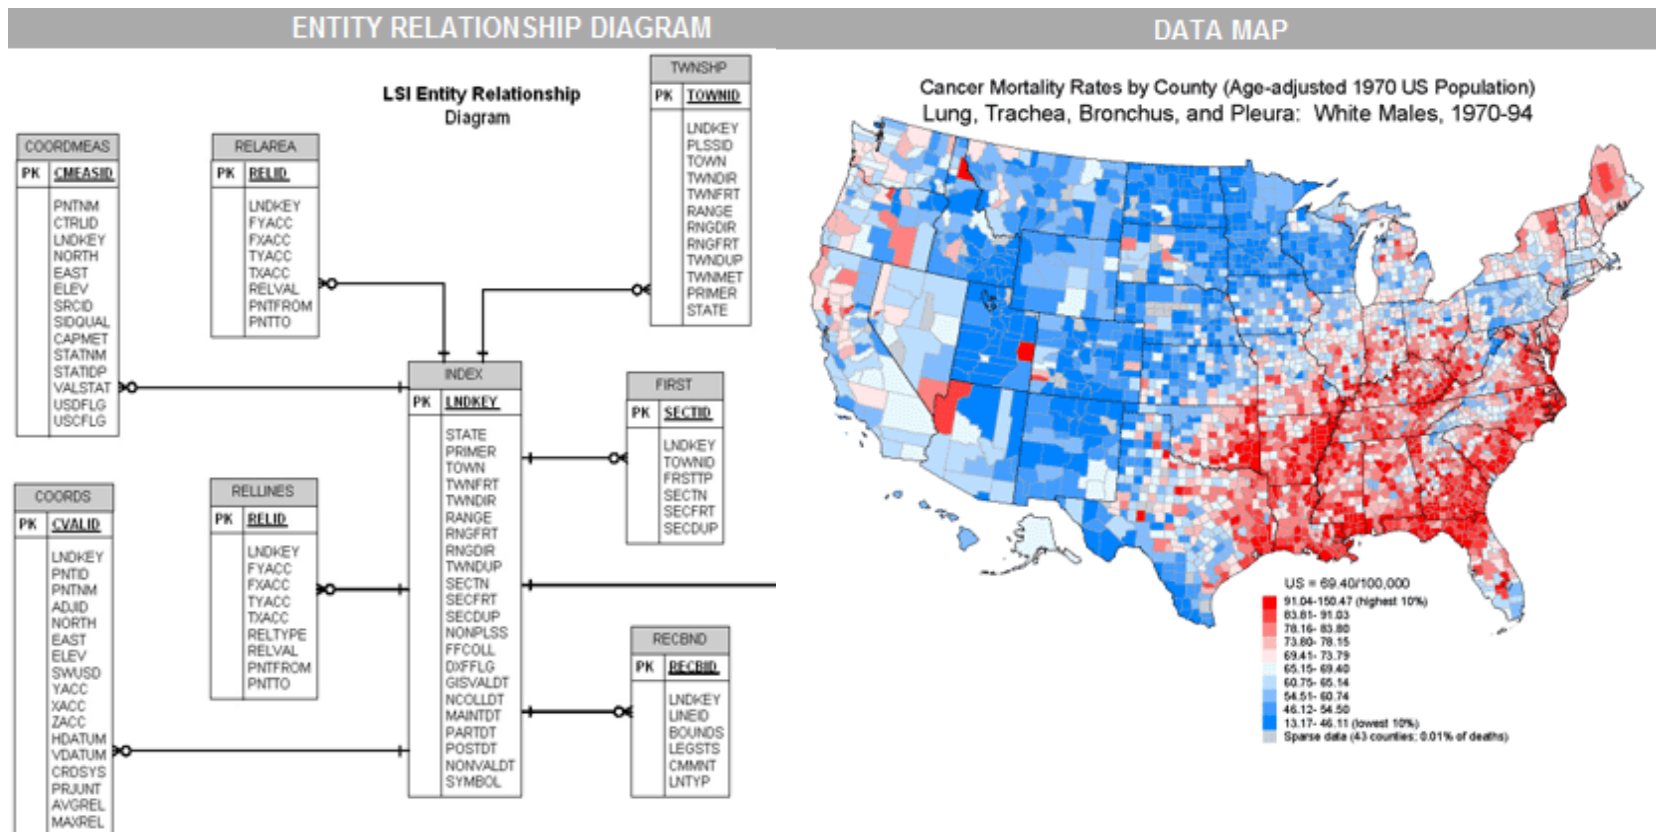 ENTITY RELATIONSHIP DIAGRAM
LSI Entity Relationship
Diagram
COORDMEAS
PK CMEASID
PNTNM
CTRLID
LNDKEY
NORTH
EAST
ELEV
SRCID
SIDQUAL
CAPMET
STATNM
STATIDP
VALSTAT
USDFLG
USCFLG
RELAREA
PK RELID
LNDKEY
FYACC
FXACC
TYACC
TXACC
RELVAL
PNTFROM
PNTTO
TWNSHP
PK TOWNID
LNDKEY
PLSSID
TOWN
TWNDIR
TWNFRT
RANGE
RNGDIR
RNGFRT
TWNDUP
TWNMET
PRIMER
STATE
INDEX
PK LNDKEY
STATE
PRIMER
TOWN
TWNFRT
TWNDIR
RANGE
RNGFRT
RNGDIR
TWNDUP
SECTN
SECFRT
SECDUP
NONPLSS
FFCOLL
DXFFLG
GISVALDT
NCOLLDT
MAINTDT
PARTDT
POSTDT
NONVALDT
SYMBOL
FIRST
PK SECTID
LNDKEY
TOWNID
FRSTTP
SECTN
SECFRT
SECDUP
COORDS
PK CVALID
LNDKEY
PNTID
PNTNM
ADJID
NORTH
EAST
ELEV
SWUSD
YACC
XACC
ZACC
HDATUM
VDATUM
CRDSYS
PRJUNT
AVGREL
MAXREL
RELLINES
PK RELID
LNDKEY
FYACC
FXACC
TYACC
TXACC
RELTYPE
RELVAL
PNTFROM
PNTTO
RECBND
PK RECBID
LNDKEY
LINEID
BOUNDS
LEGSTS
CMMNT
LNTYP
DATA MAP
Cancer Mortality Rates by County (Age-adjusted 1970 US Population)
Lung, Trachea, Bronchus, and Pleura: White Males, 1970-94
US = 69.40/100,000
91.04-150.47 (highest 10%)
83.81- 91.03
78.16- 83.80
73.80- 78.15
69.41- 73.79
65.15- 69.40
60.75- 65.14
54.51- 60.74
46.12- 54.50
13.17- 46.11 (lowest 10%)
Sparse data (43 counties; 0.01% of deaths)